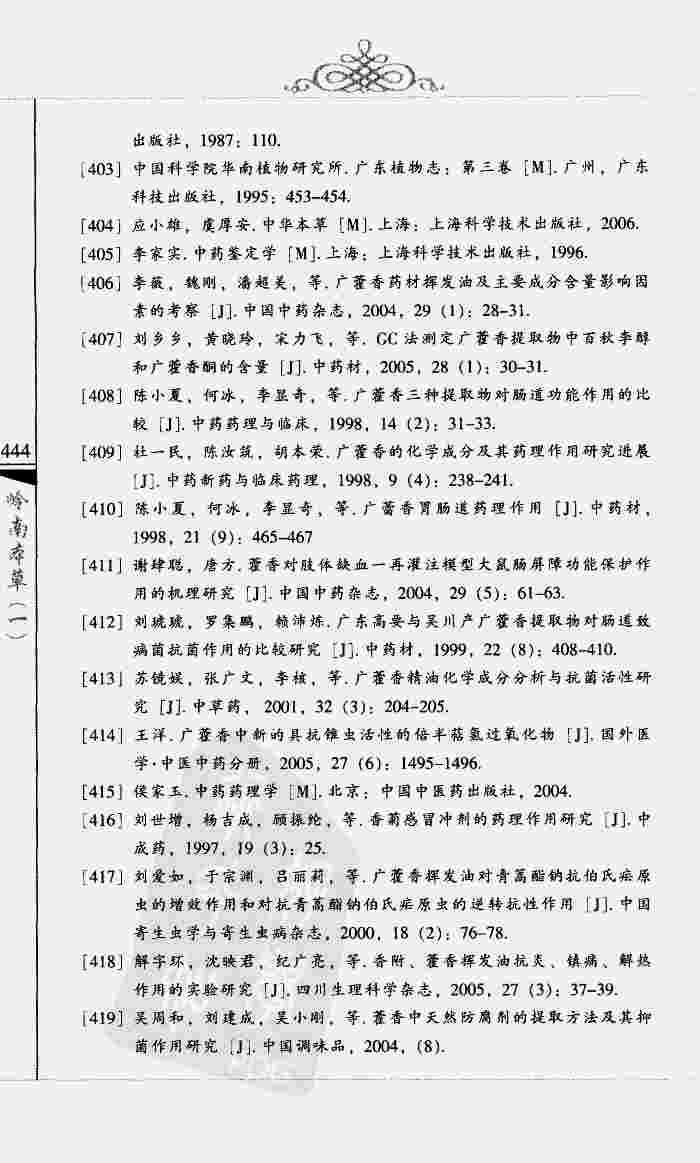 出版社，1987：110.
[403] 中国科学院华南植物研究所.广东植物志：第三卷 [M].广州，广东
科技出版社，1995：453-454.
[404] 应小雄，虞厚安.中华本草 [M].上海：上海科学技术出版社，2006.
[405] 李家实.中药鉴定学 [M].上海：上海科学技术出版社，1996.
[406] 李薇，魏刚，潘超美，等.广藿香药材挥发油及主要成分含量影响因
素的考察 [J].中国中药杂志，2004，29（1）：28-31.
[407] 刘乡乡，黄晓玲，宋力飞，等.GC法测定广藿香提取物中百秋李醇
和广藿香酮的含量 [J].中药材，2005，28（1）：30-31.
[408] 陈小夏，何冰，李显奇，等.广藿香三种提取物对肠道功能作用的比
较 [J].中药药理与临床，1998，14（2）：31-33.
[409] 杜一民，陈汝筑，胡本荣.广藿香的化学成分及其药理作用研究进展
[J].中药新药与临床药理，1998，9（4）：238-241.
[410] 陈小夏，何冰，李显奇，等.广藿香胃肠道药理作用 [J].中药材，
1998，21（9）：465-467
[411] 谢肄聪，唐方.藿香对肢体缺血一再灌注模型大鼠肠屏障功能保护作
用的机理研究 [J].中国中药杂志，2004，29（5）：61-63.
[412] 刘琥琥，罗集鹏，赖沛炼.广东高要与吴川产广藿香提取物对肠道致
病菌抗菌作用的比较研究 [J].中药材，1999，22（8）：408-410.
[413] 苏镜娱，张广文，李核，等.广藿香精油化学成分分析与抗菌活性研
究 [J].中草药，2001，32（3）：204-205.
[414] 王洋.广藿香中新的具抗锥虫活性的倍半萜氢过氧化物 [J].国外医
学·中医中药分册，2005，27（6）：1495-1496.
[415] 侯家玉.中药药理学 [M].北京：中国中医药出版社，2004.
[416] 刘世增，杨吉成，顾振纶，等.香菊感冒冲剂的药理作用研究 [J].中
成药，1997，19（3）：25.
[417] 刘爱如，于宗渊，吕丽莉，等.广藿香挥发油对青蒿酯钠抗伯氏疟原
虫的增效作用和对抗青蒿酯钠伯氏疟原虫的逆转抗性作用 [J].中国
寄生虫学与寄生虫病杂志，2000，18（2）：76-78.
[418] 解宇环，沈映君，纪广亮，等.香附、藿香挥发油抗炎、镇痛、解热
作用的实验研究 [J].四川生理科学杂志，2005，27（3）：37-39.
[419] 吴周和，刘建成，吴小刚，等.藿香中天然防腐剂的提取方法及其抑
菌作用研究 [J].中国调味品，2004，（8）.
444
岭南本草（一）